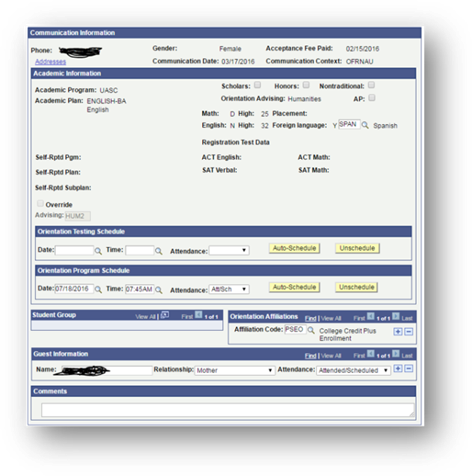 Communication Information
Phone: Gender: Female Acceptance Fee Paid: 02/15/2016
Addresses Communication Date: 03/17/2016 Communication Context: OFRNAU
Academic Information
Academic Program: UASC Scholars: Honors: Nontraditional:
Academic Plan: ENGLISH-BA Orientation Advising: Humanities AP:
English
Math: D High: 25 Placement:
English: N High: 32 Foreign language: Y SPAN Spanish
Registration Test Data
Self-Rptd Pgm: ACT English: ACT Math:
Self-Rptd Plan: SAT Verbal: SAT Math:
Self-Rptd Subplan:
Override
Advising: HUM2
Orientation Testing Schedule
Date: Time: Attendance: Auto-Schedule Unschedule
Orientation Program Schedule
Date: 07/18/2016 Time: 07:45AM Attendance: Att/Sch Auto-Schedule Unschedule
Student Group View All First 1 of 1 Orientation Affiliations Find | View All First 1 of 1 Last
Affiliation Code: PSEO College Credit Plus
Enrollment
Guest Information Find | View All First 1 of 1 Last
Name: Relationship: Mother Attendance: Attended/Scheduled
Comments